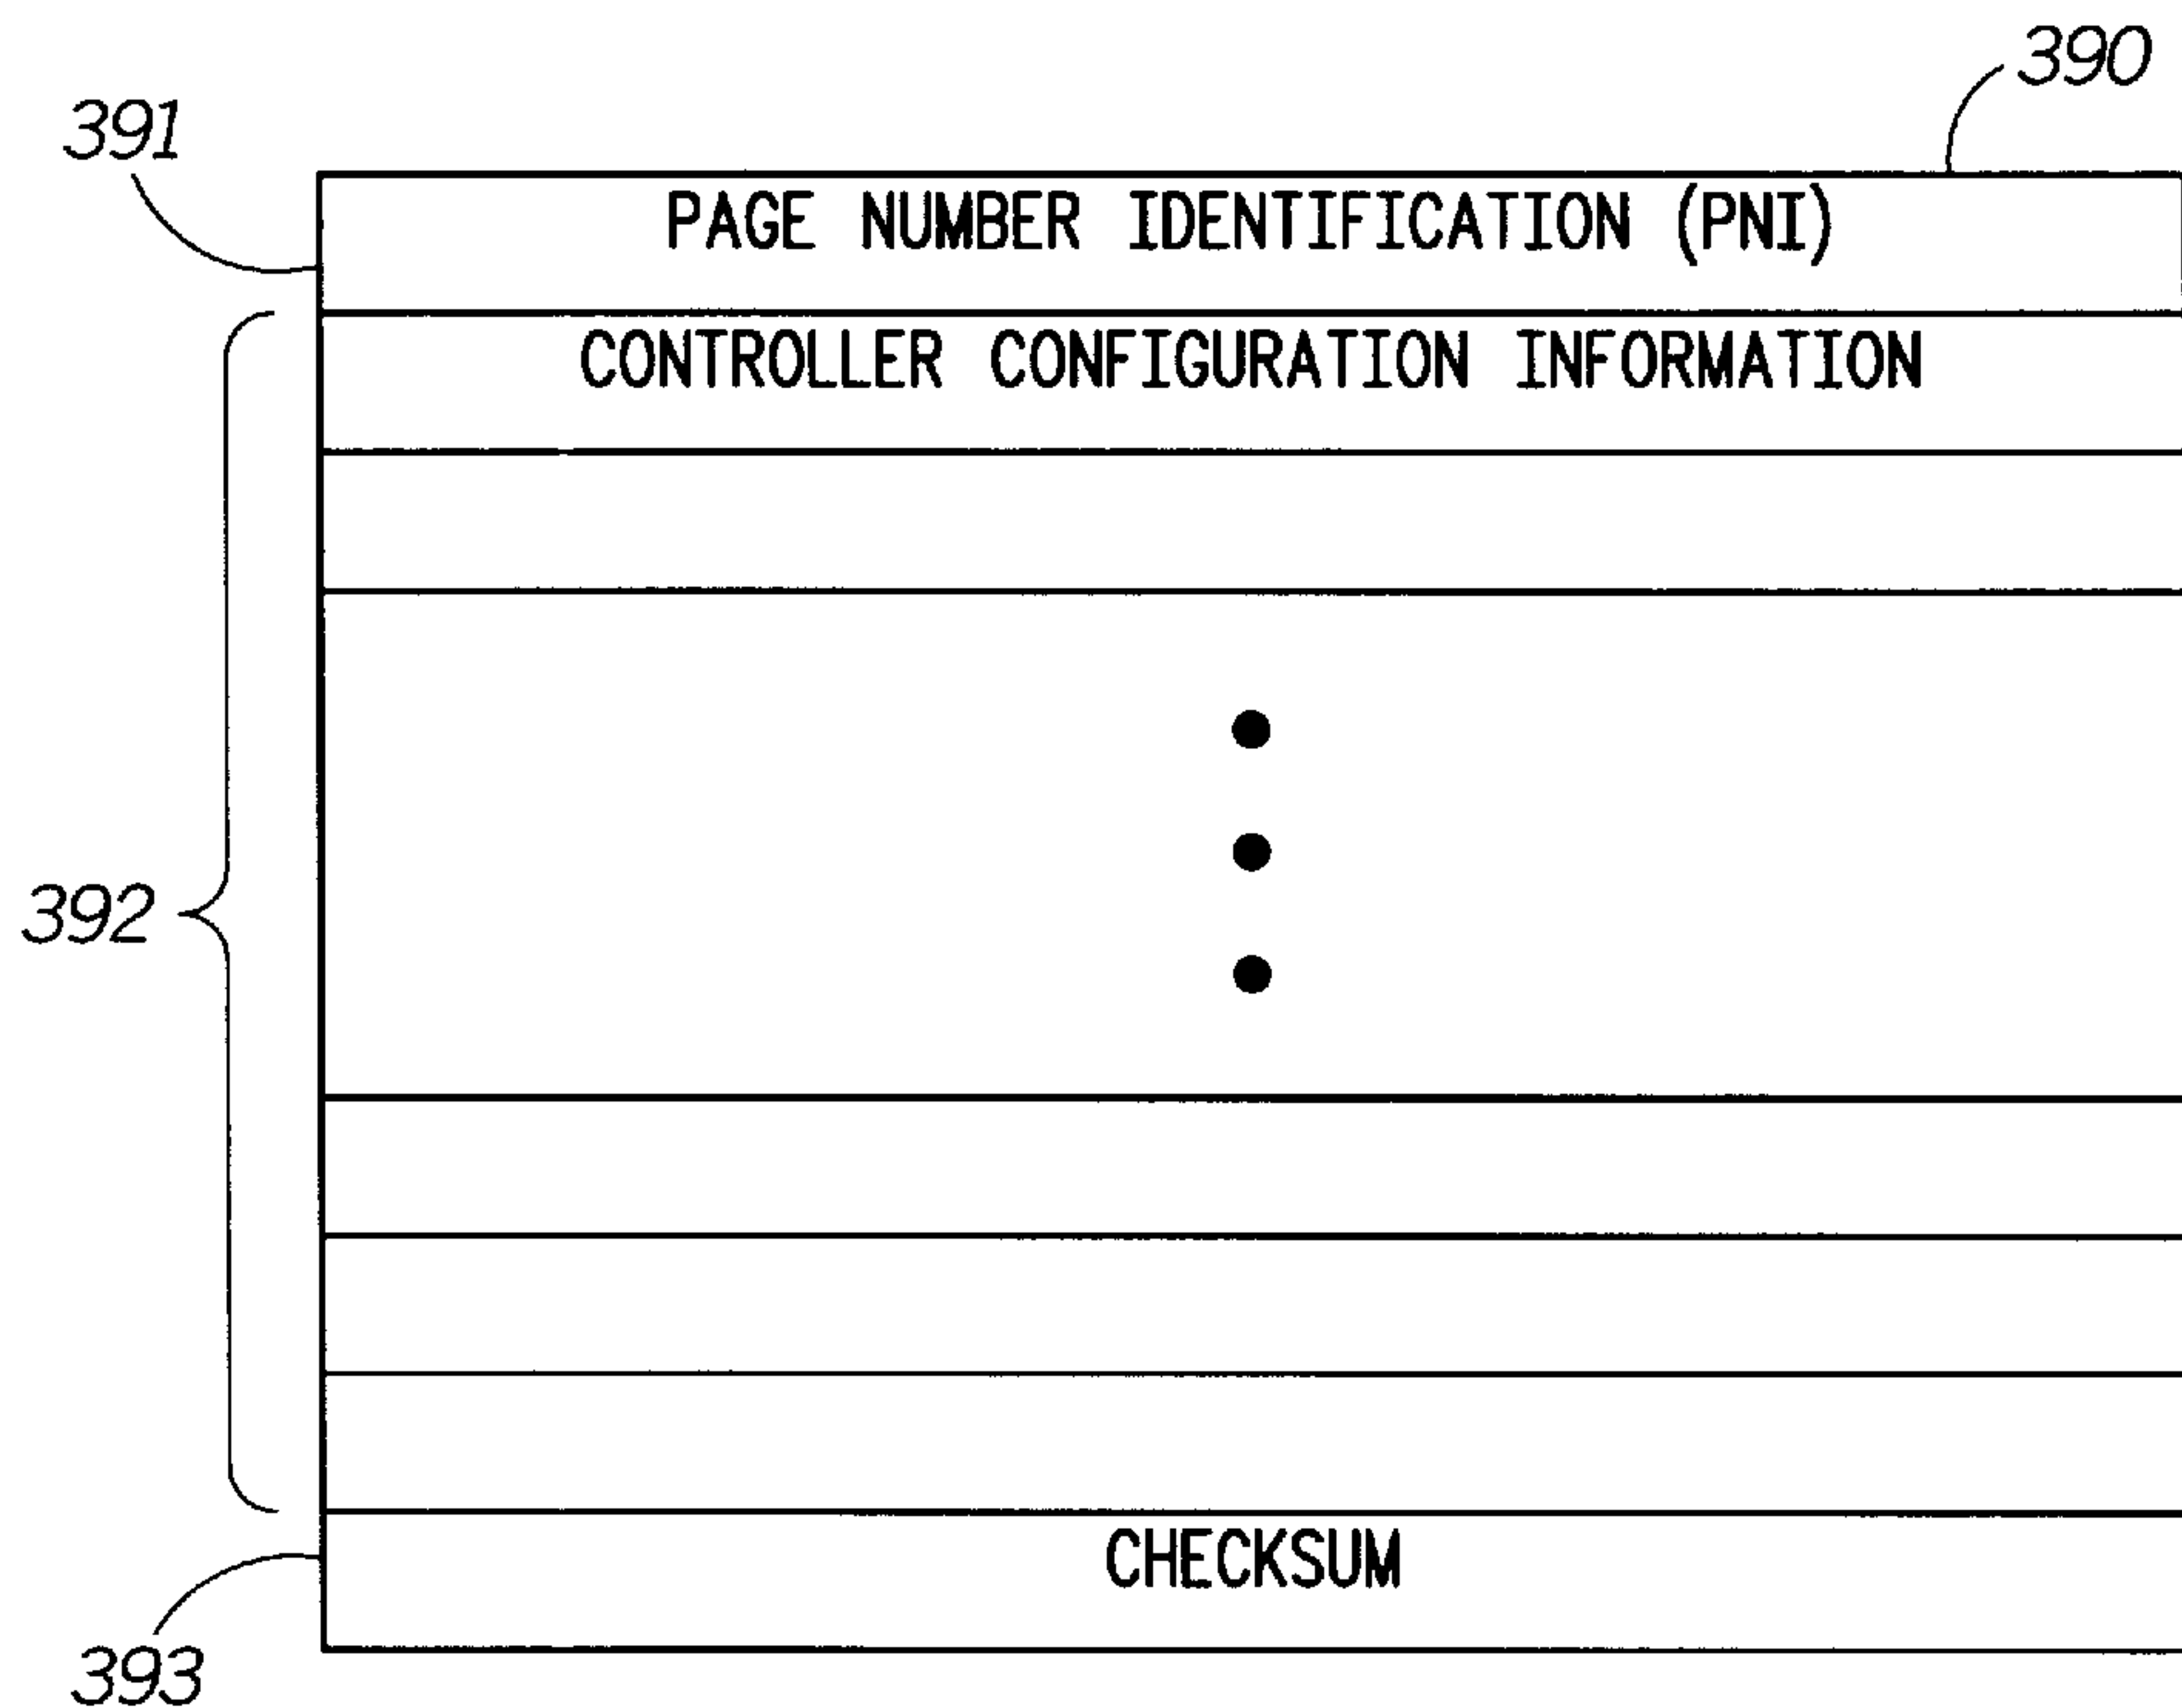 390
391
PAGE NUMBER IDENTIFICATION (PNI)
CONTROLLER CONFIGURATION INFORMATION
392
CHECKSUM
393